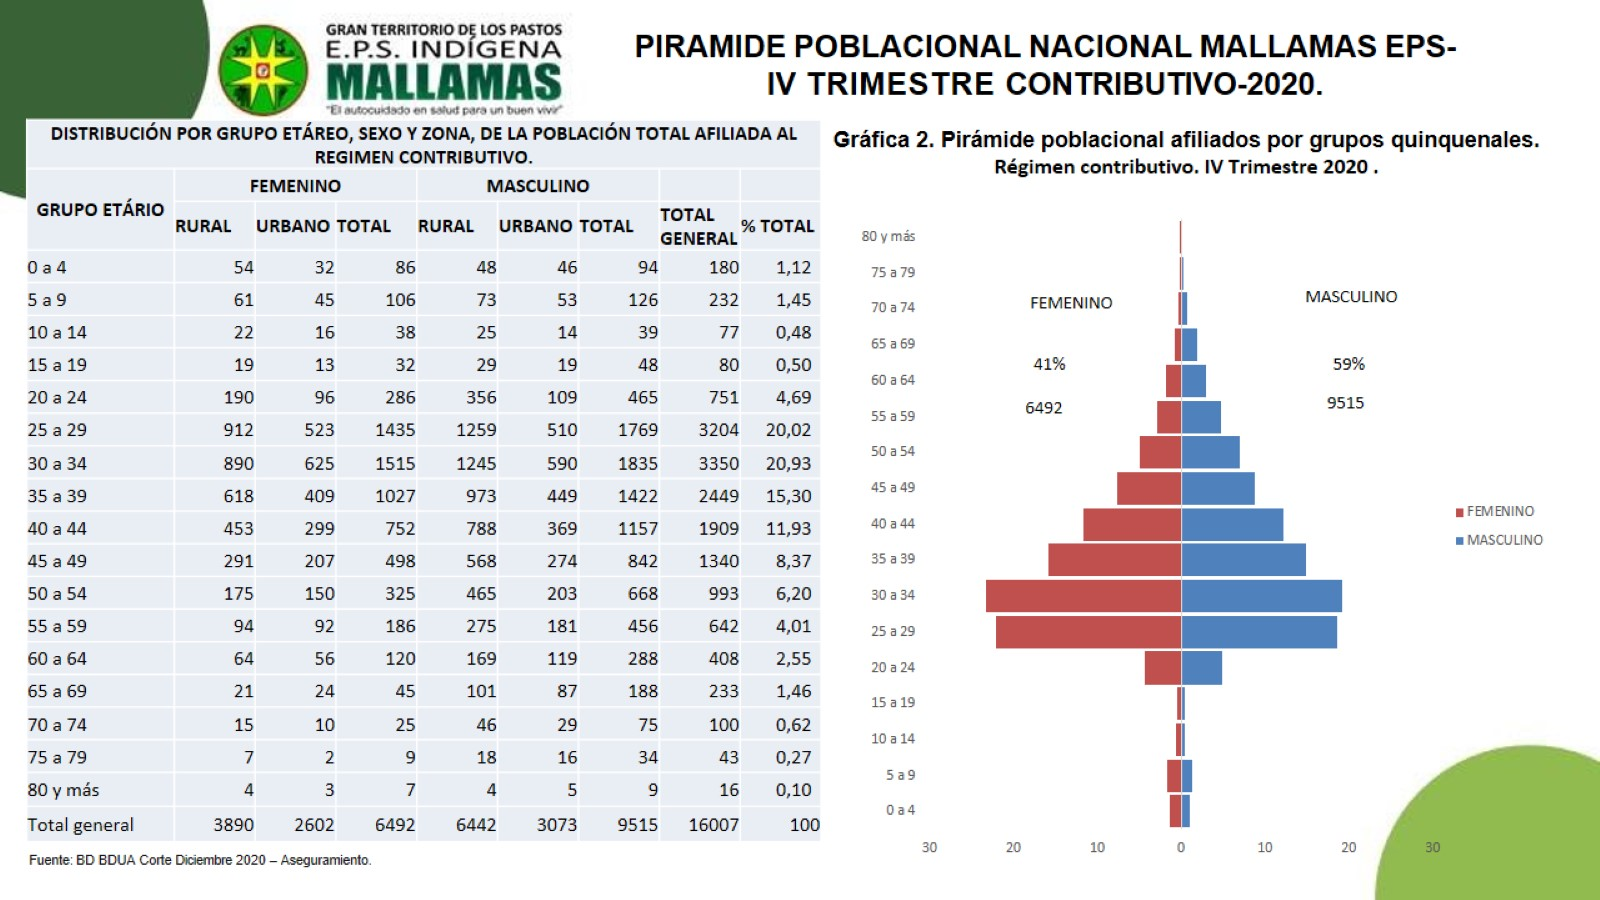 GRAN TERRITORIO DE LOS PASTOS
E.P.S. INDÍGENA
MALLAMAS
"El autocuidado en salud para un buen vivir"
PIRAMIDE POBLACIONAL NACIONAL MALLAMAS EPS-
IV TRIMESTRE CONTRIBUTIVO-2020.
DISTRIBUCIÓN POR GRUPO ETÁREO, SEXO Y ZONA, DE LA POBLACIÓN TOTAL AFILIADA AL
REGIMEN CONTRIBUTIVO.
GRUPO ETÁRIO FEMENINO MASCULINO
RURAL URBANO TOTAL RURAL URBANO TOTAL TOTAL GENERAL % TOTAL
0 a 4 54 32 86 48 46 94 180 1,12
5 a 9 61 45 106 73 53 126 232 1,45
10 a 14 22 16 38 25 14 39 77 0,48
15 a 19 19 13 32 29 19 48 80 0,50
20 a 24 190 96 286 356 109 465 751 4,69
25 a 29 912 523 1435 1259 510 1769 3204 20,02
30 a 34 890 625 1515 1245 590 1835 3350 20,93
35 a 39 618 409 1027 973 449 1422 2449 15,30
40 a 44 453 299 752 788 369 1157 1909 11,93
45 a 49 291 207 498 568 274 842 1340 8,37
50 a 54 175 150 325 465 203 668 993 6,20
55 a 59 94 92 186 275 181 456 642 4,01
60 a 64 64 56 120 169 119 288 408 2,55
65 a 69 21 24 45 101 87 188 233 1,46
70 a 74 15 10 25 46 29 75 100 0,62
75 a 79 7 2 9 18 16 34 43 0,27
80 y más 4 3 7 4 5 9 16 0,10
Total general 3890 2602 6492 6442 3073 9515 16007 100
Fuente: BD BDUA Corte Diciembre 2020 – Aseguramiento.
Gráfica 2. Pirámide poblacional afiliados por grupos quinquenales.
Régimen contributivo. IV Trimestre 2020 .
80 y más
75 a 79
70 a 74
65 a 69
60 a 64
55 a 59
50 a 54
45 a 49
40 a 44
35 a 39
30 a 34
25 a 29
20 a 24
15 a 19
10 a 14
5 a 9
0 a 4
30 20 10 0 10 20 30
FEMENINO
41%
6492
MASCULINO
59%
9515
FEMENINO
MASCULINO